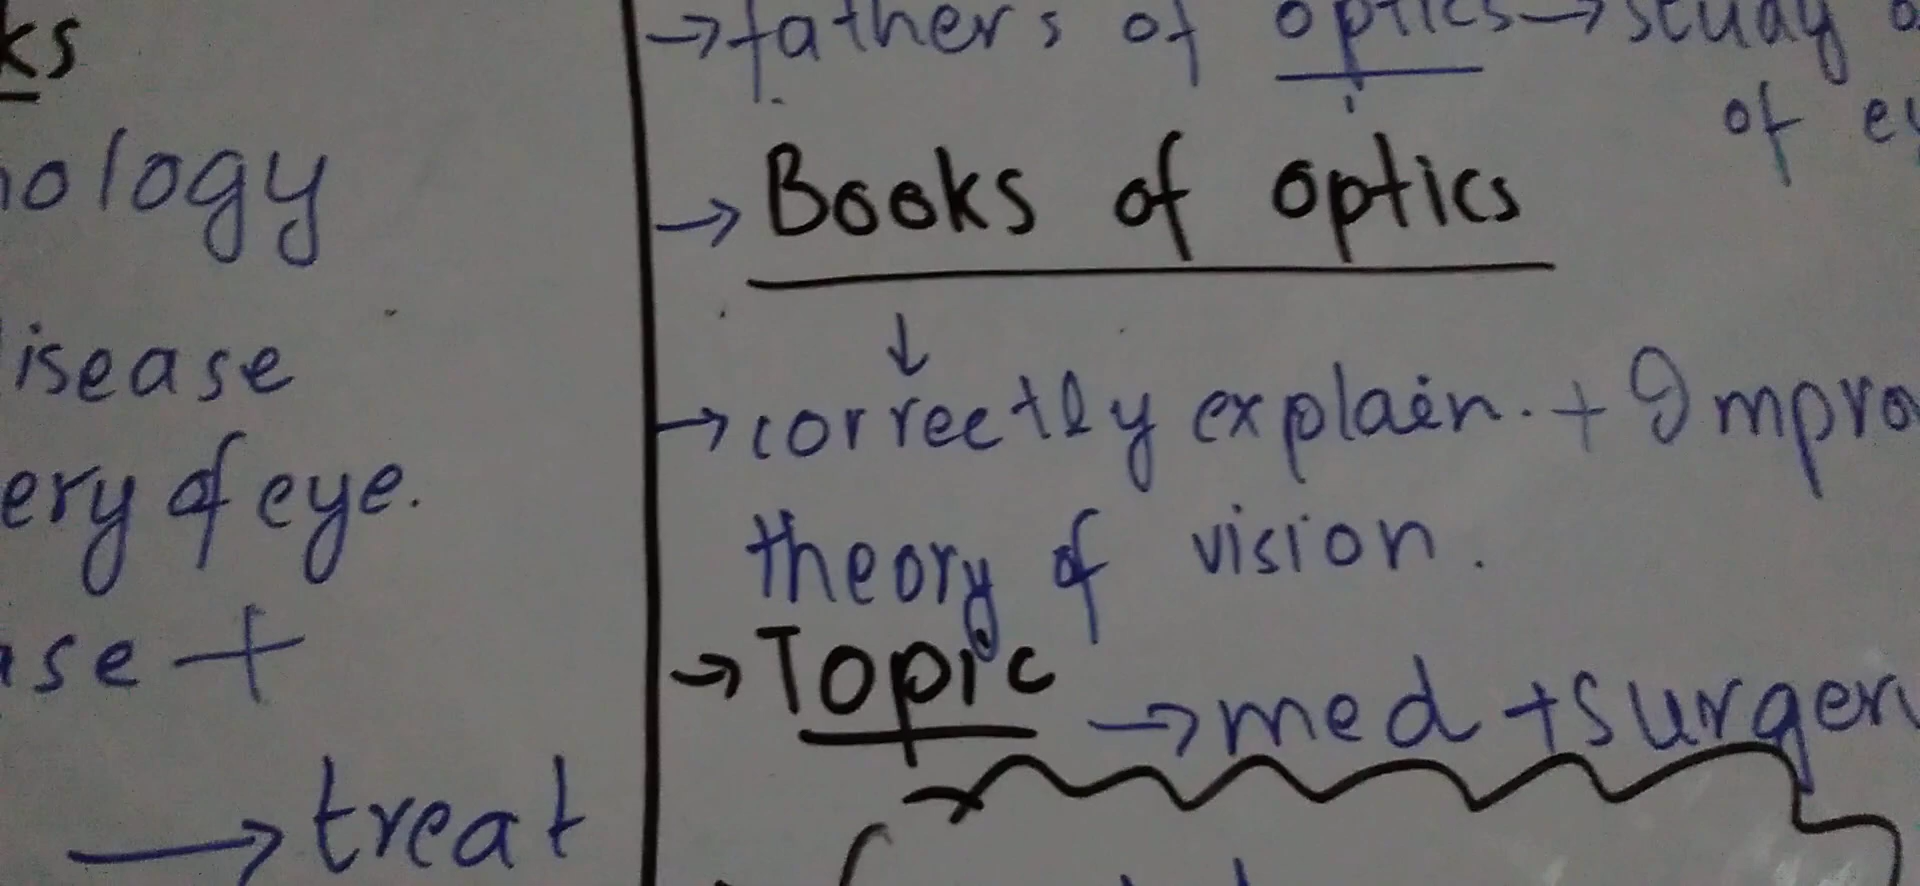 ks
ology
isease
ery of eye.
se +
→ treat
→ fathers of optics → study
of
→ Books of optics
↓
→ correctly explain. + Impro
theory of vision.
→ Topic
→ med + surger